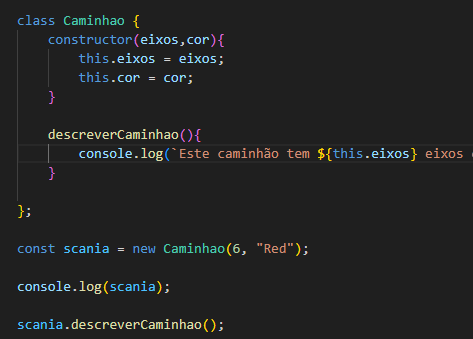 class Caminhao {
constructor(eixos,cor){
this.eixos = eixos;
this.cor = cor;
}
descreverCaminhao(){
console.log(`Este caminhão tem ${this.eixos} eixos
}
};
const scania = new Caminhao(6, "Red");
console.log(scania);
scania.descreverCaminhao();